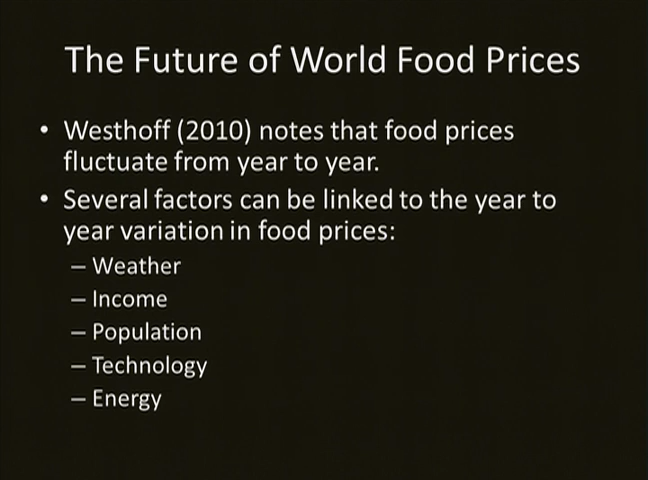 The Future of World Food Prices
• Westhoff (2010) notes that food prices
fluctuate from year to year.
• Several factors can be linked to the year to
year variation in food prices:
– Weather
– Income
– Population
– Technology
– Energy